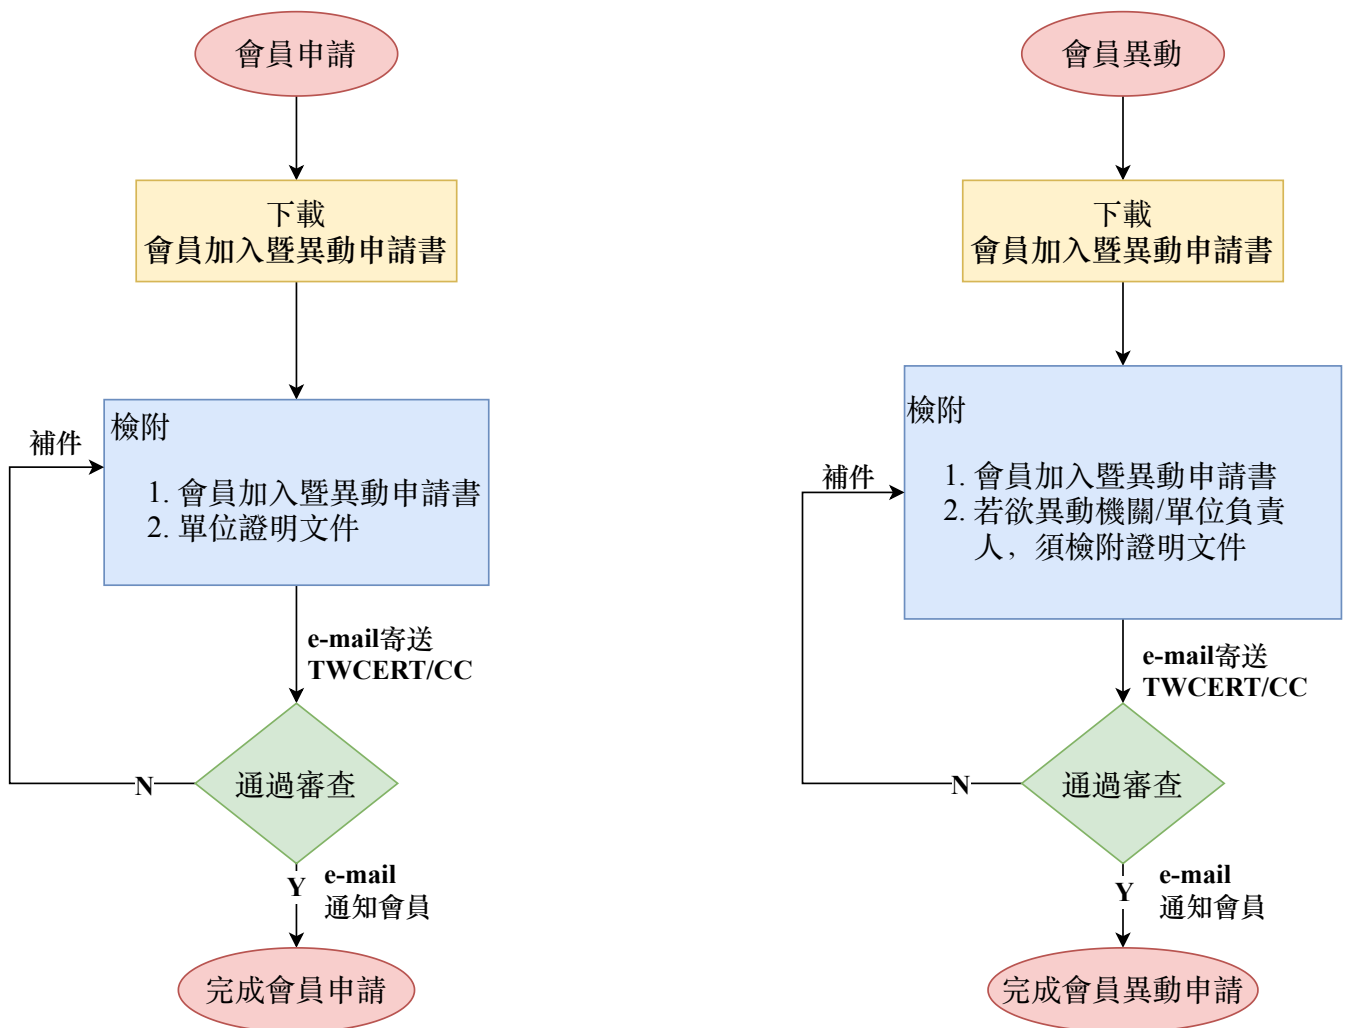 會員申請
下載
會員加入暨異動申請書
補件
檢附
1. 會員加入暨異動申請書
2. 單位證明文件
e-mail寄送
TWCERT/CC
通過審查
N
Y
e-mail
通知會員
完成會員申請
會員異動
下載
會員加入暨異動申請書
補件
檢附
1. 會員加入暨異動申請書
2. 若欲異動機關/單位負責
人，須檢附證明文件
e-mail寄送
TWCERT/CC
通過審查
N
Y
e-mail
通知會員
完成會員異動申請